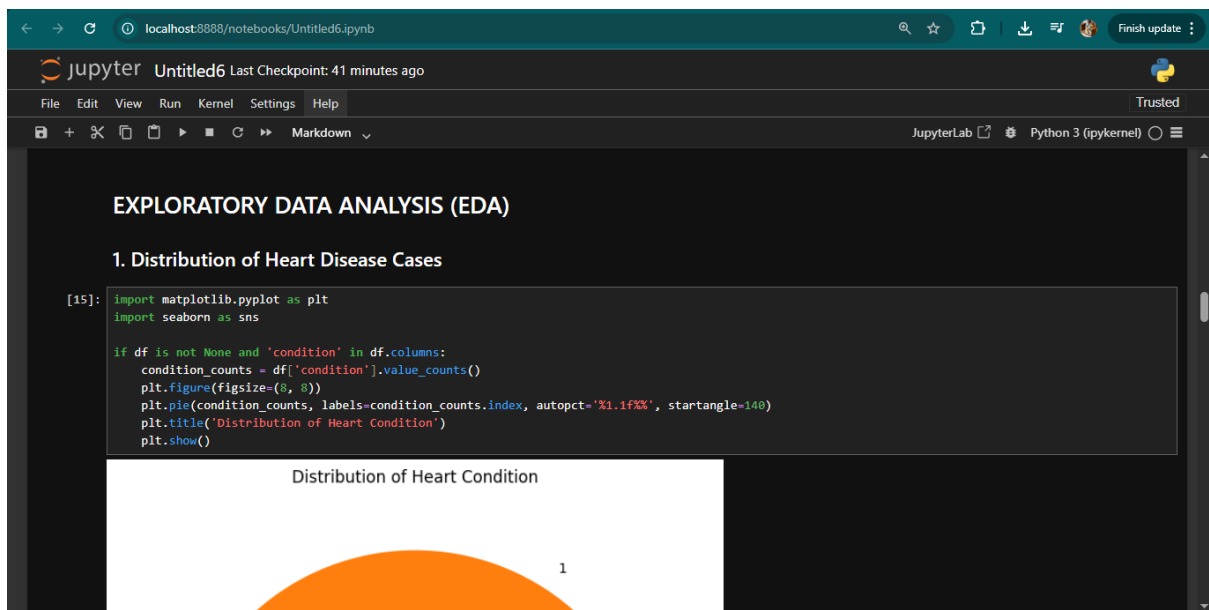 localhost:8888/notebooks/Untitled6.ipynb
Finish update
jupyter Untitled6 Last Checkpoint: 41 minutes ago
File Edit View Run Kernel Settings Help
Trusted
Markdown
JupyterLab
Python 3 (ipykernel)
EXPLORATORY DATA ANALYSIS (EDA)
1. Distribution of Heart Disease Cases
[15]:
import matplotlib.pyplot as plt
import seaborn as sns
if df is not None and 'condition' in df.columns:
    condition_counts = df['condition'].value_counts()
    plt.figure(figsize=(8, 8))
    plt.pie(condition_counts, labels=condition_counts.index, autopct='%1.1f%%', startangle=140)
    plt.title('Distribution of Heart Condition')
    plt.show()
Distribution of Heart Condition
1